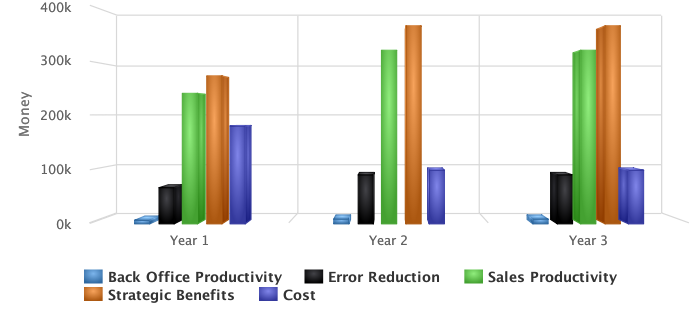 400k
300k
200k
100k
0k
Money
Year 1 Year 2 Year 3
Back Office Productivity Error Reduction Sales Productivity
Strategic Benefits Cost